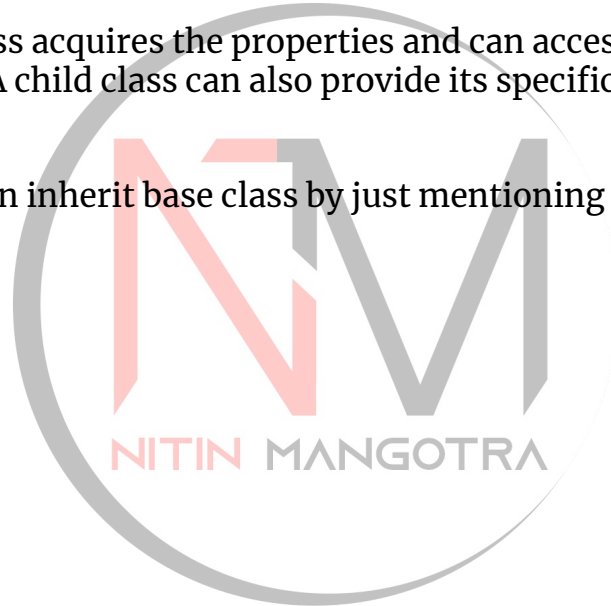 ss acquires the properties and can acces
A child class can also provide its specific
n inherit base class by just mentioning
NM
NITIN MANGOTRA